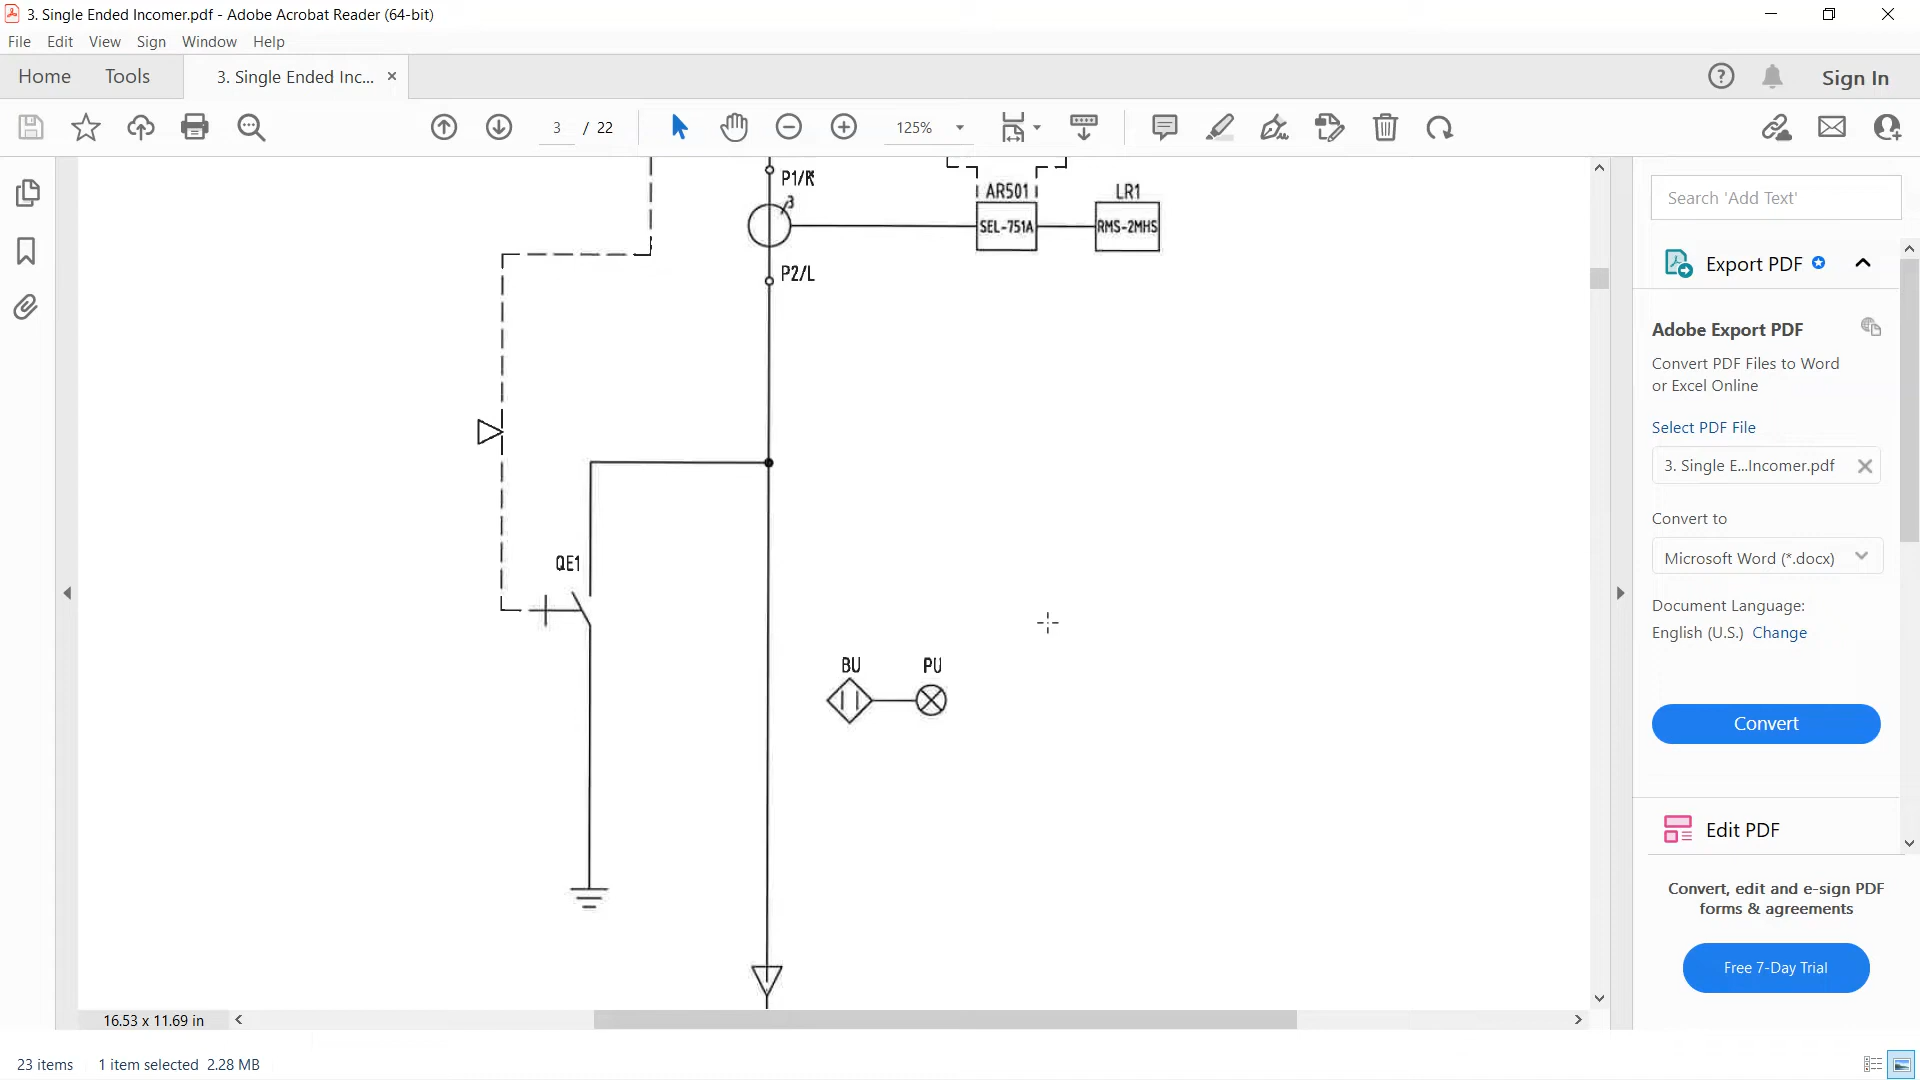 3. Single Ended Incomer.pdf - Adobe Acrobat Reader (64-bit)
File Edit View Sign Window Help
Home Tools 3. Single Ended Inc... × Sign In
3 / 22 125%
P1/K
3
AR501 LR1
SEL-751A RMS-2MHS
P2/L
QE1
BU PU
Search 'Add Text'
Export PDF
Adobe Export PDF
Convert PDF Files to Word
or Excel Online
Select PDF File
3. Single E...Incomer.pdf
Convert to
Microsoft Word (*.docx)
Document Language:
English (U.S.) Change
Convert
Edit PDF
Convert, edit and e-sign PDF
forms & agreements
Free 7-Day Trial
16.53 x 11.69 in
23 items 1 item selected 2.28 MB